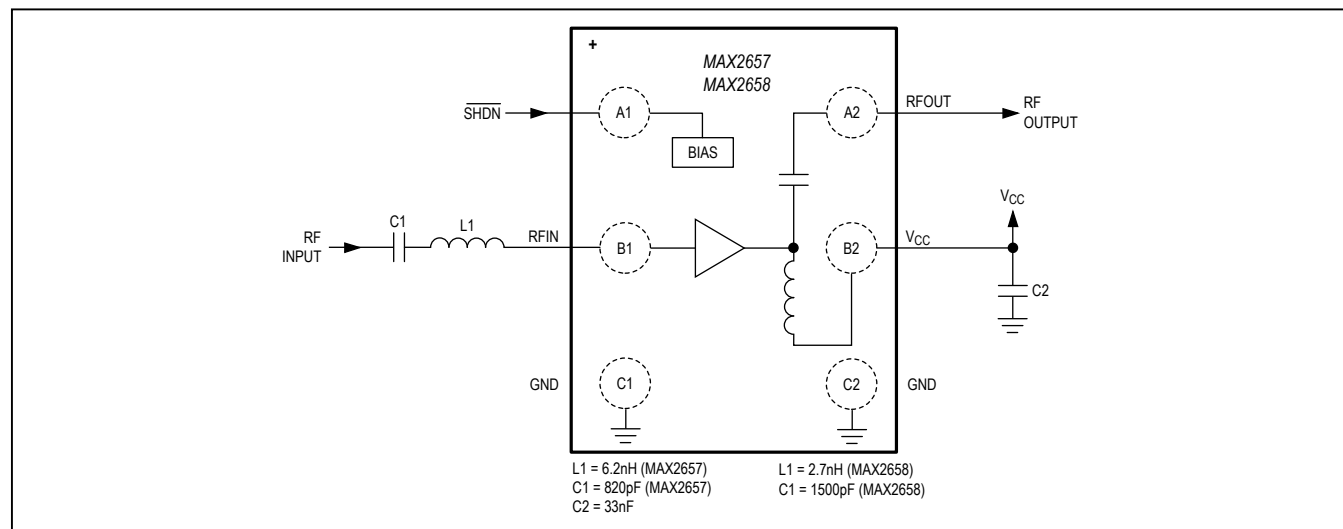 +
MAX2657
MAX2658
SHDN
A1
A2
RFOUT
RF
OUTPUT
BIAS
VCC
C1
L1
RF
INPUT
RFIN
B1
B2
VCC
C2
GND
C1
C2
GND
L1 = 6.2nH (MAX2657)
C1 = 820pF (MAX2657)
C2 = 33nF
L1 = 2.7nH (MAX2658)
C1 = 1500pF (MAX2658)